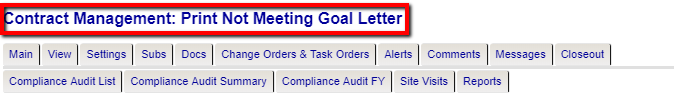 Contract Management: Print Not Meeting Goal Letter
Main View Settings Subs Docs Change Orders & Task Orders Alerts Comments Messages Closeout
Compliance Audit List Compliance Audit Summary Compliance Audit FY Site Visits Reports